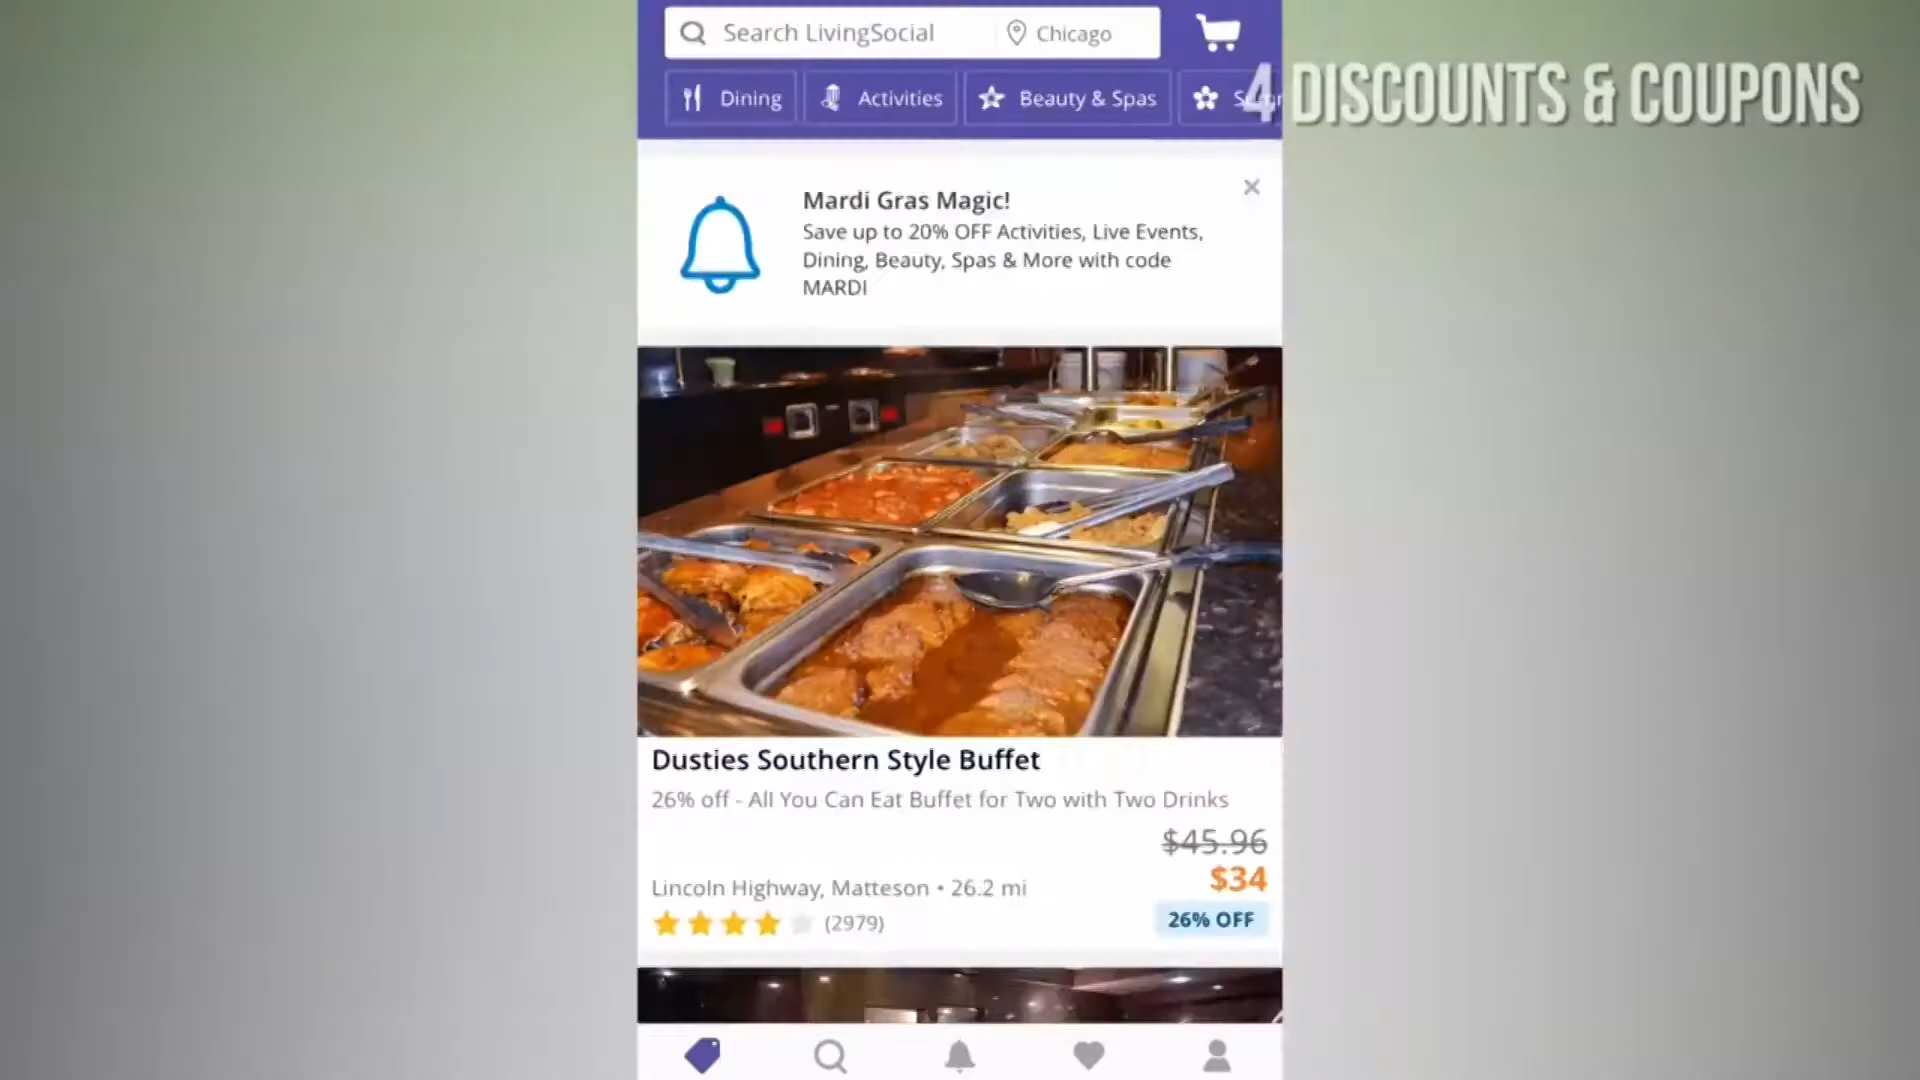 Search LivingSocial
Chicago
4 DISCOUNTS & COUPONS
Dining
Activities
Beauty & Spas
Mardi Gras Magic!
Save up to 20% OFF Activities, Live Events,
Dining, Beauty, Spas & More with code
MARDI
Dusties Southern Style Buffet
26% off - All You Can Eat Buffet for Two with Two Drinks
$45.96
$34
Lincoln Highway, Matteson • 26.2 mi
(2979)
26% OFF